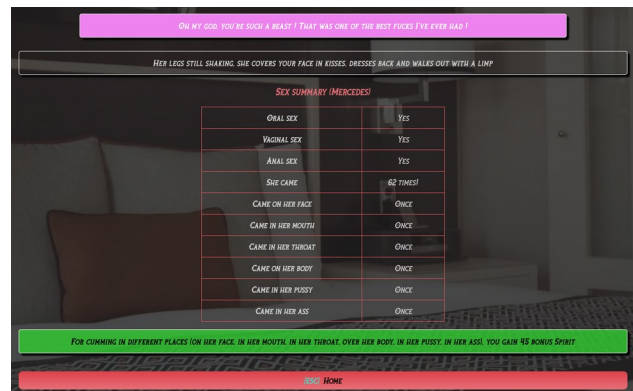 Oh my god, you're such a beast ! That was one of the best fucks I've ever had !
Her legs still shaking, she covers your face in kisses, dresses back and walks out with a limp
Sex summary (Mercedes)
Oral sex Yes
Vaginal sex Yes
Anal sex Yes
She came 62 times!
Came on her face Once
Came in her mouth Once
Came in her throat Once
Came on her body Once
Came in her pussy Once
Came in her ass Once
For cumming in different places (on her face, in her mouth, in her throat, over her body, in her pussy, in her ass), you gain 45 bonus Spirit
[ESC] Home